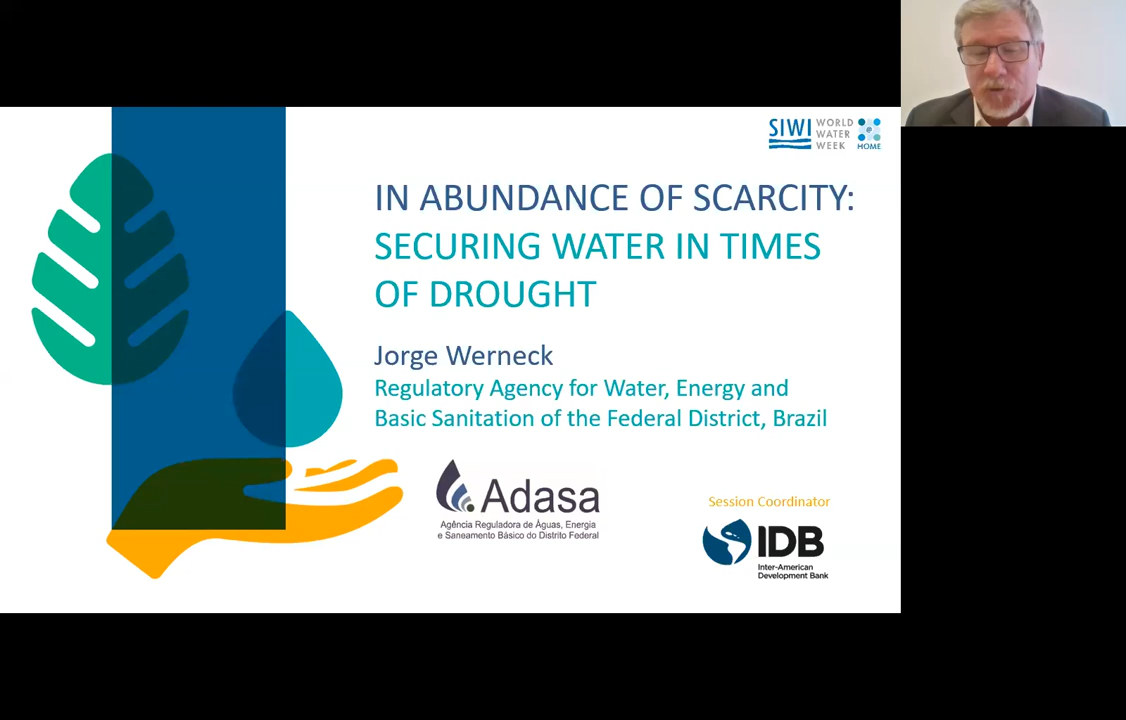 SIWI
WORLD
WATER
WEEK
HOME
IN ABUNDANCE OF SCARCITY:
SECURING WATER IN TIMES
OF DROUGHT
Jorge Werneck
Regulatory Agency for Water, Energy and
Basic Sanitation of the Federal District, Brazil
Adasa
Agência Reguladora de Águas, Energia
e Saneamento Básico do Distrito Federal
Session Coordinator
IDB
Inter-American
Development Bank